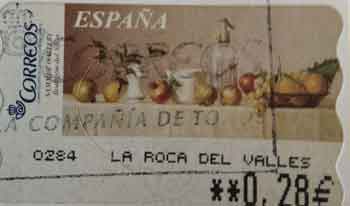 ESPAÑA
CORREOS
A COMPAÑÍA DE TO
0284 LA ROCA DEL VALLES
**0,28€